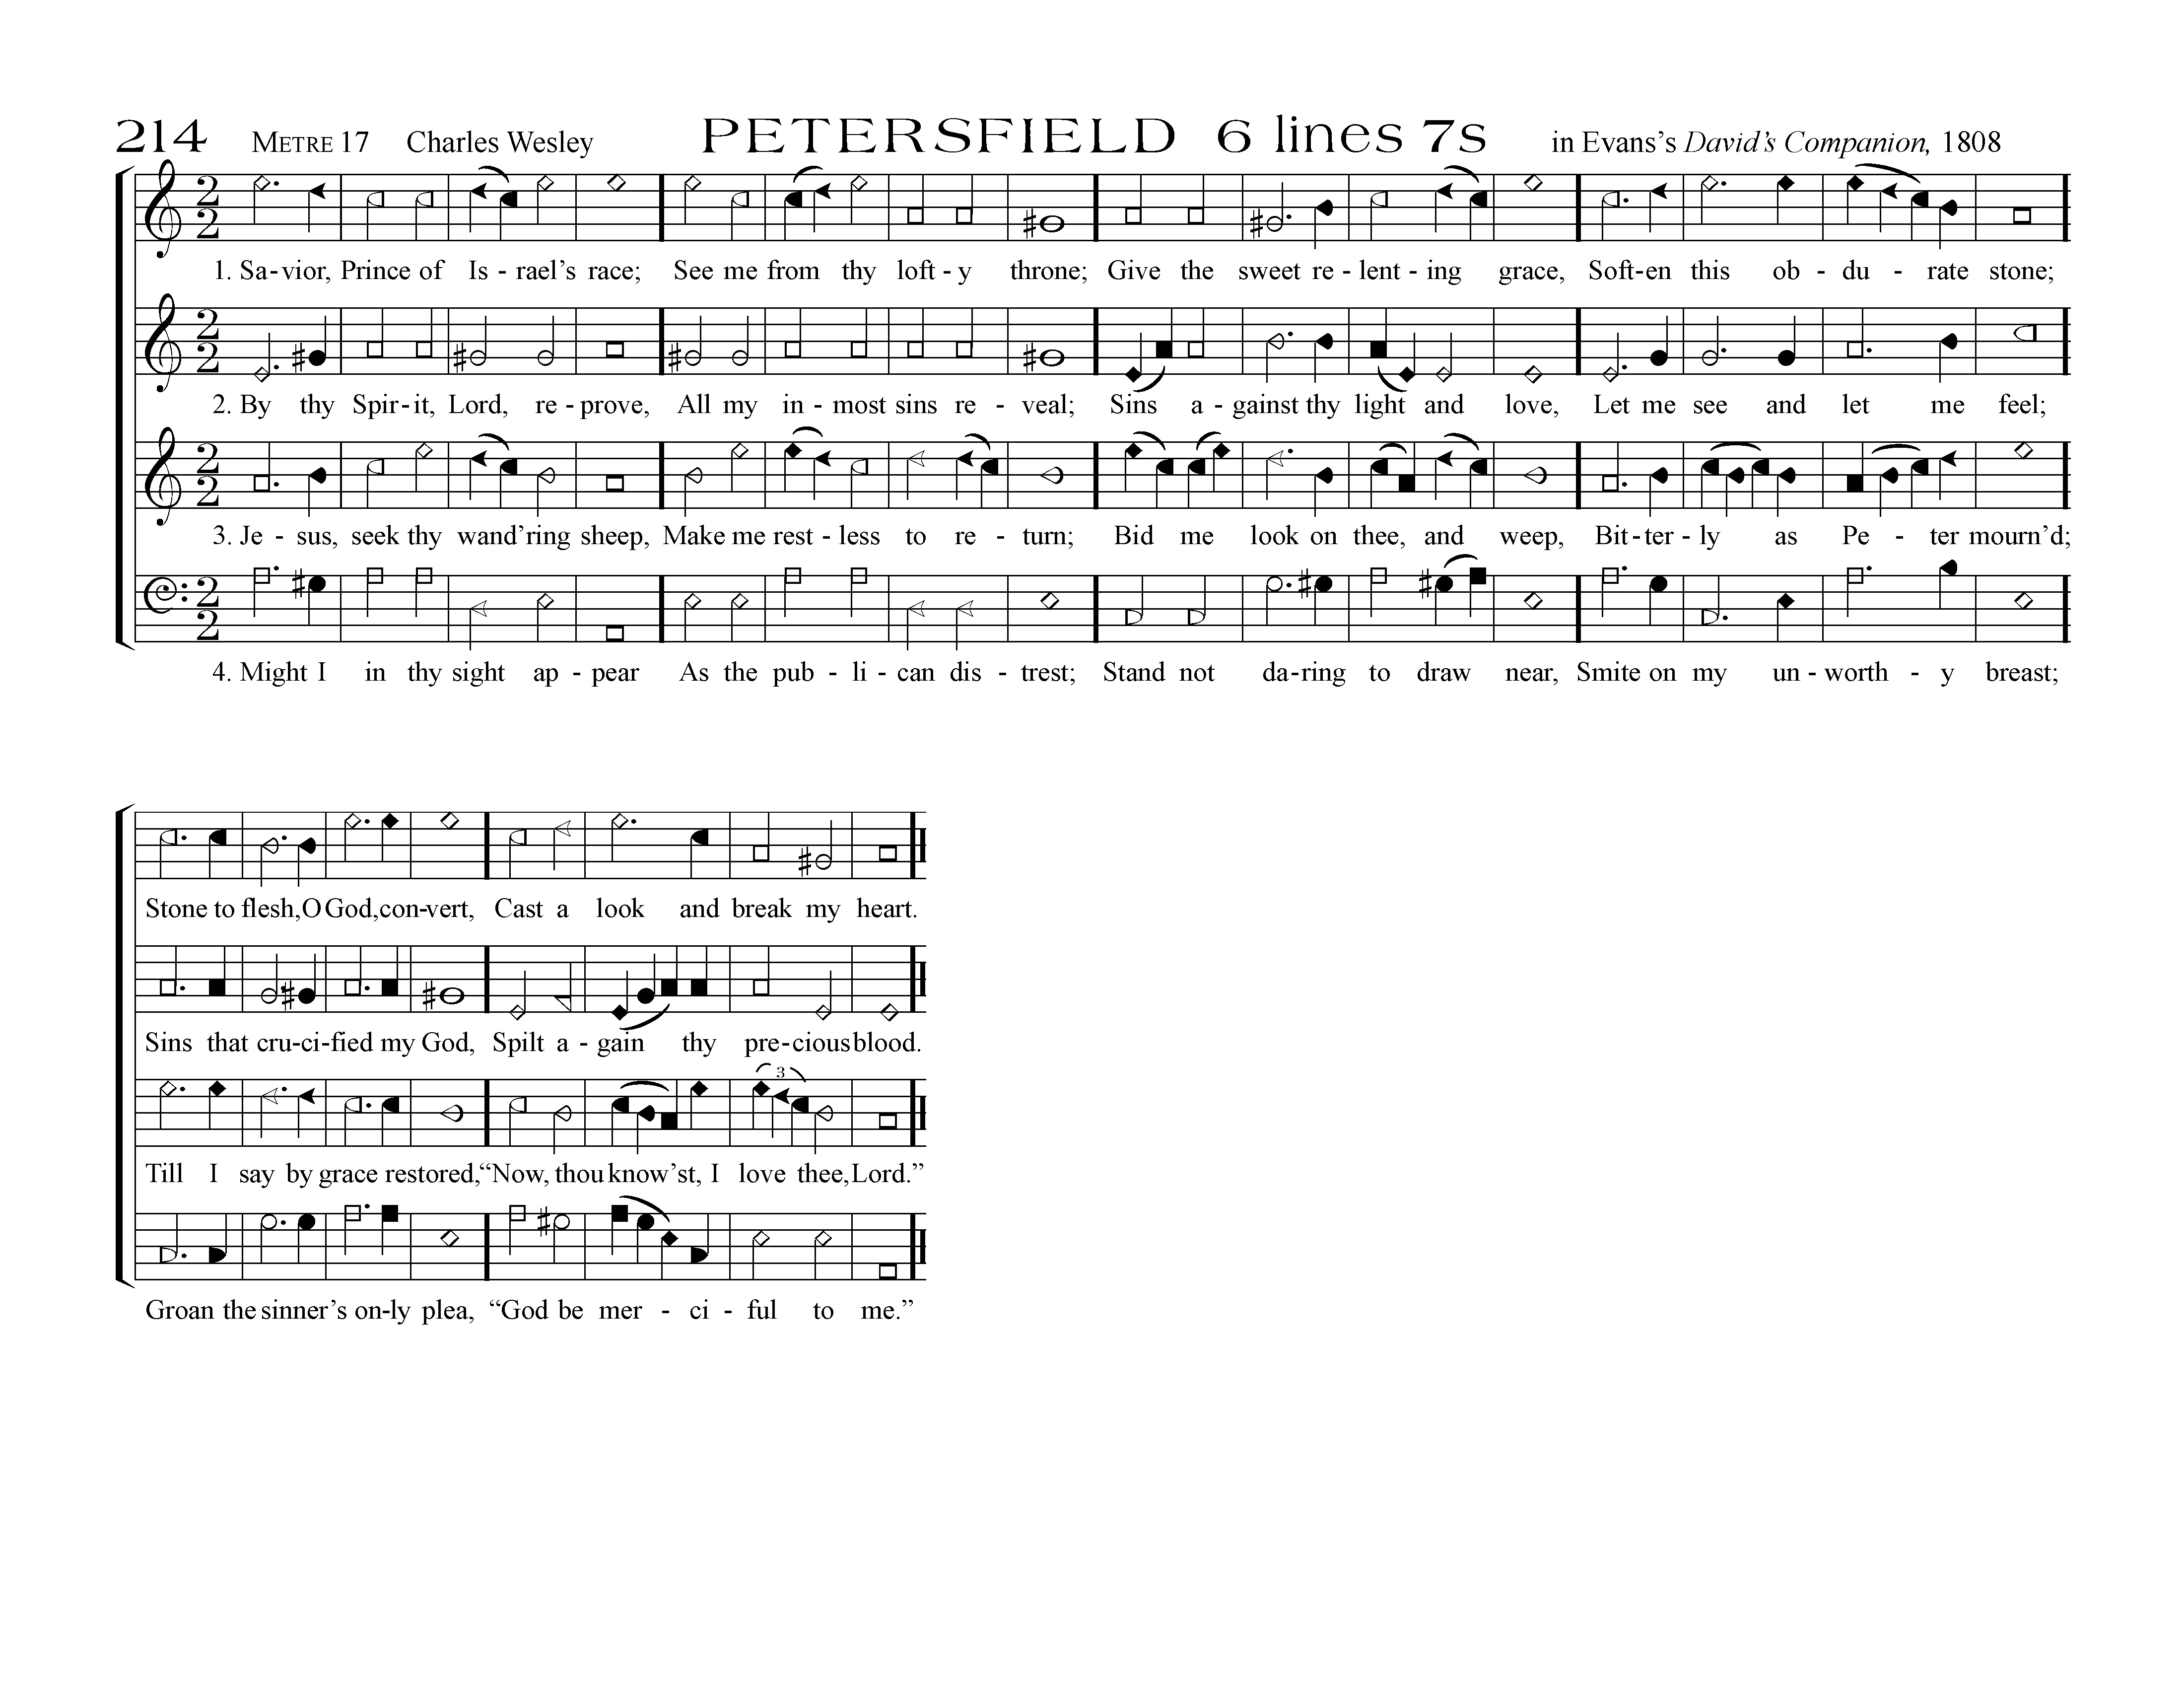 214 METRE 17 Charles Wesley PETERSFIELD 6 lines 7s in Evans's David's Companion, 1808
1. Sa-vior, Prince of Is - rael's race; See me from thy loft - y throne; Give the sweet re - lent - ing grace, Soft-en this ob - du - rate stone;
2. By thy Spir-it, Lord, re - prove, All my in - most sins re - veal; Sins a - gainst thy light and love, Let me see and let me feel;
3. Je - sus, seek thy wand'ring sheep, Make me rest - less to re - turn; Bid me look on thee, and weep, Bit-ter - ly as Pe - ter mourn'd;
4. Might I in thy sight ap - pear As the pub - li - can dis - trest; Stand not da-ring to draw near, Smite on my un - worth - y breast;
Stone to flesh, O God, con-vert, Cast a look and break my heart.
Sins that cru-ci-fied my God, Spilt a - gain thy pre-cious blood.
3
Till I say by grace restored, “Now, thou know'st, I love thee, Lord.”
Groan the sinner's on-ly plea, “God be mer - ci - ful to me.”